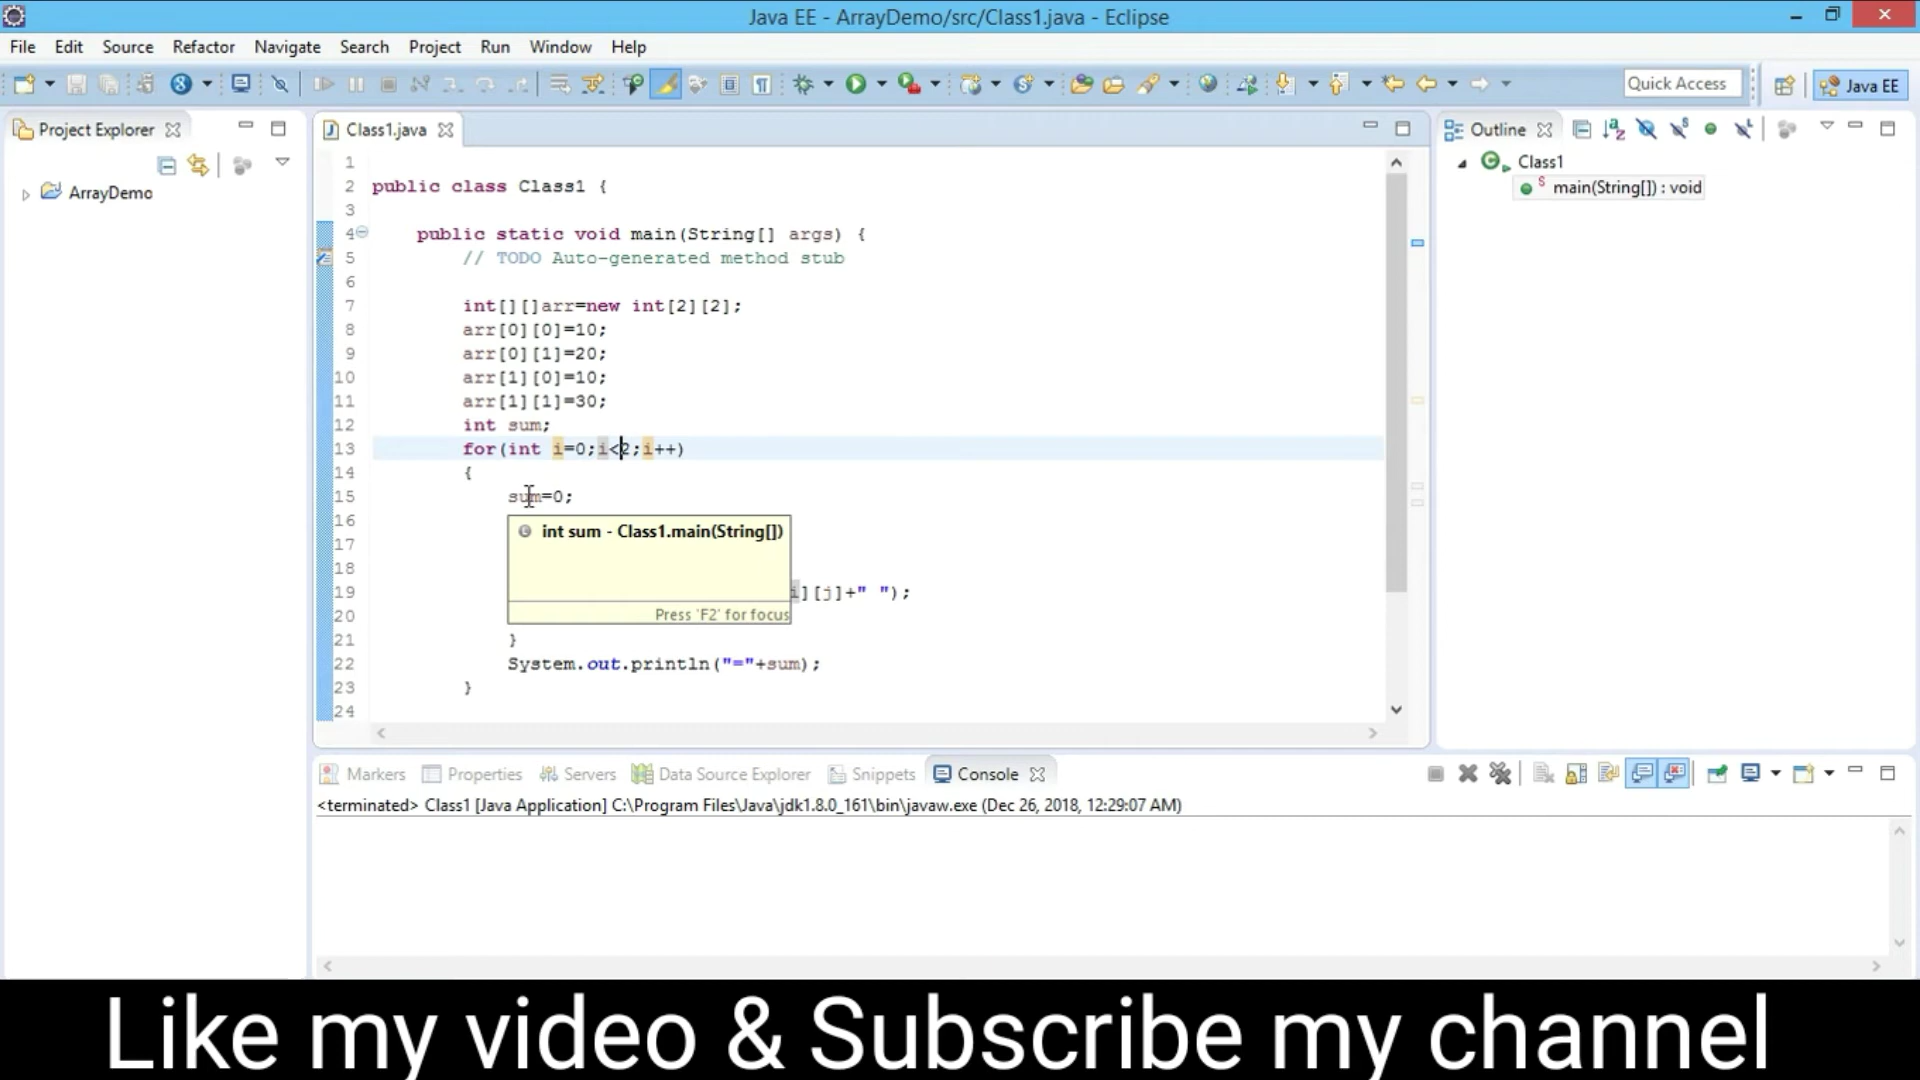 Java EE - ArrayDemo/src/Class1.java - Eclipse
File Edit Source Refactor Navigate Search Project Run Window Help
Quick Access
Java EE
Project Explorer
ArrayDemo
Class1.java
1
2 public class Class1 {
3
4 public static void main(String[] args) {
5 // TODO Auto-generated method stub
6
7 int[][]arr=new int[2][2];
8 arr[0][0]=10;
9 arr[0][1]=20;
10 arr[1][0]=10;
11 arr[1][1]=30;
12 int sum;
13 for(int i=0;i<2;i++)
14 {
15 sum=0;
16
17
18
19 i][j]+" ");
20
21 }
22 System.out.println("="+sum);
23 }
24
int sum - Class1.main(String[])
Press 'F2' for focus
Outline
Class1
main(String[]) : void
Markers Properties Servers Data Source Explorer Snippets Console
<terminated> Class1 [Java Application] C:\Program Files\Java\jdk1.8.0_161\bin\javaw.exe (Dec 26, 2018, 12:29:07 AM)
Like my video & Subscribe my channel